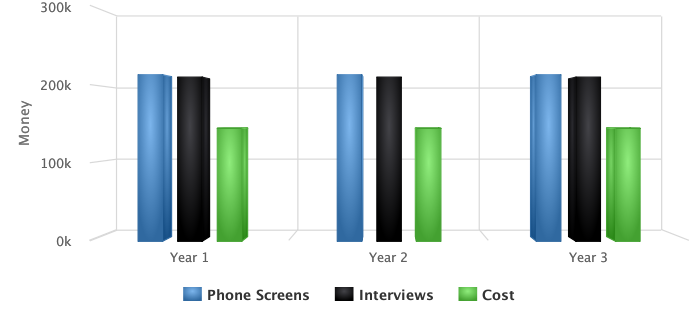 300k
200k
100k
0k
Money
Year 1
Year 2
Year 3
Phone Screens
Interviews
Cost